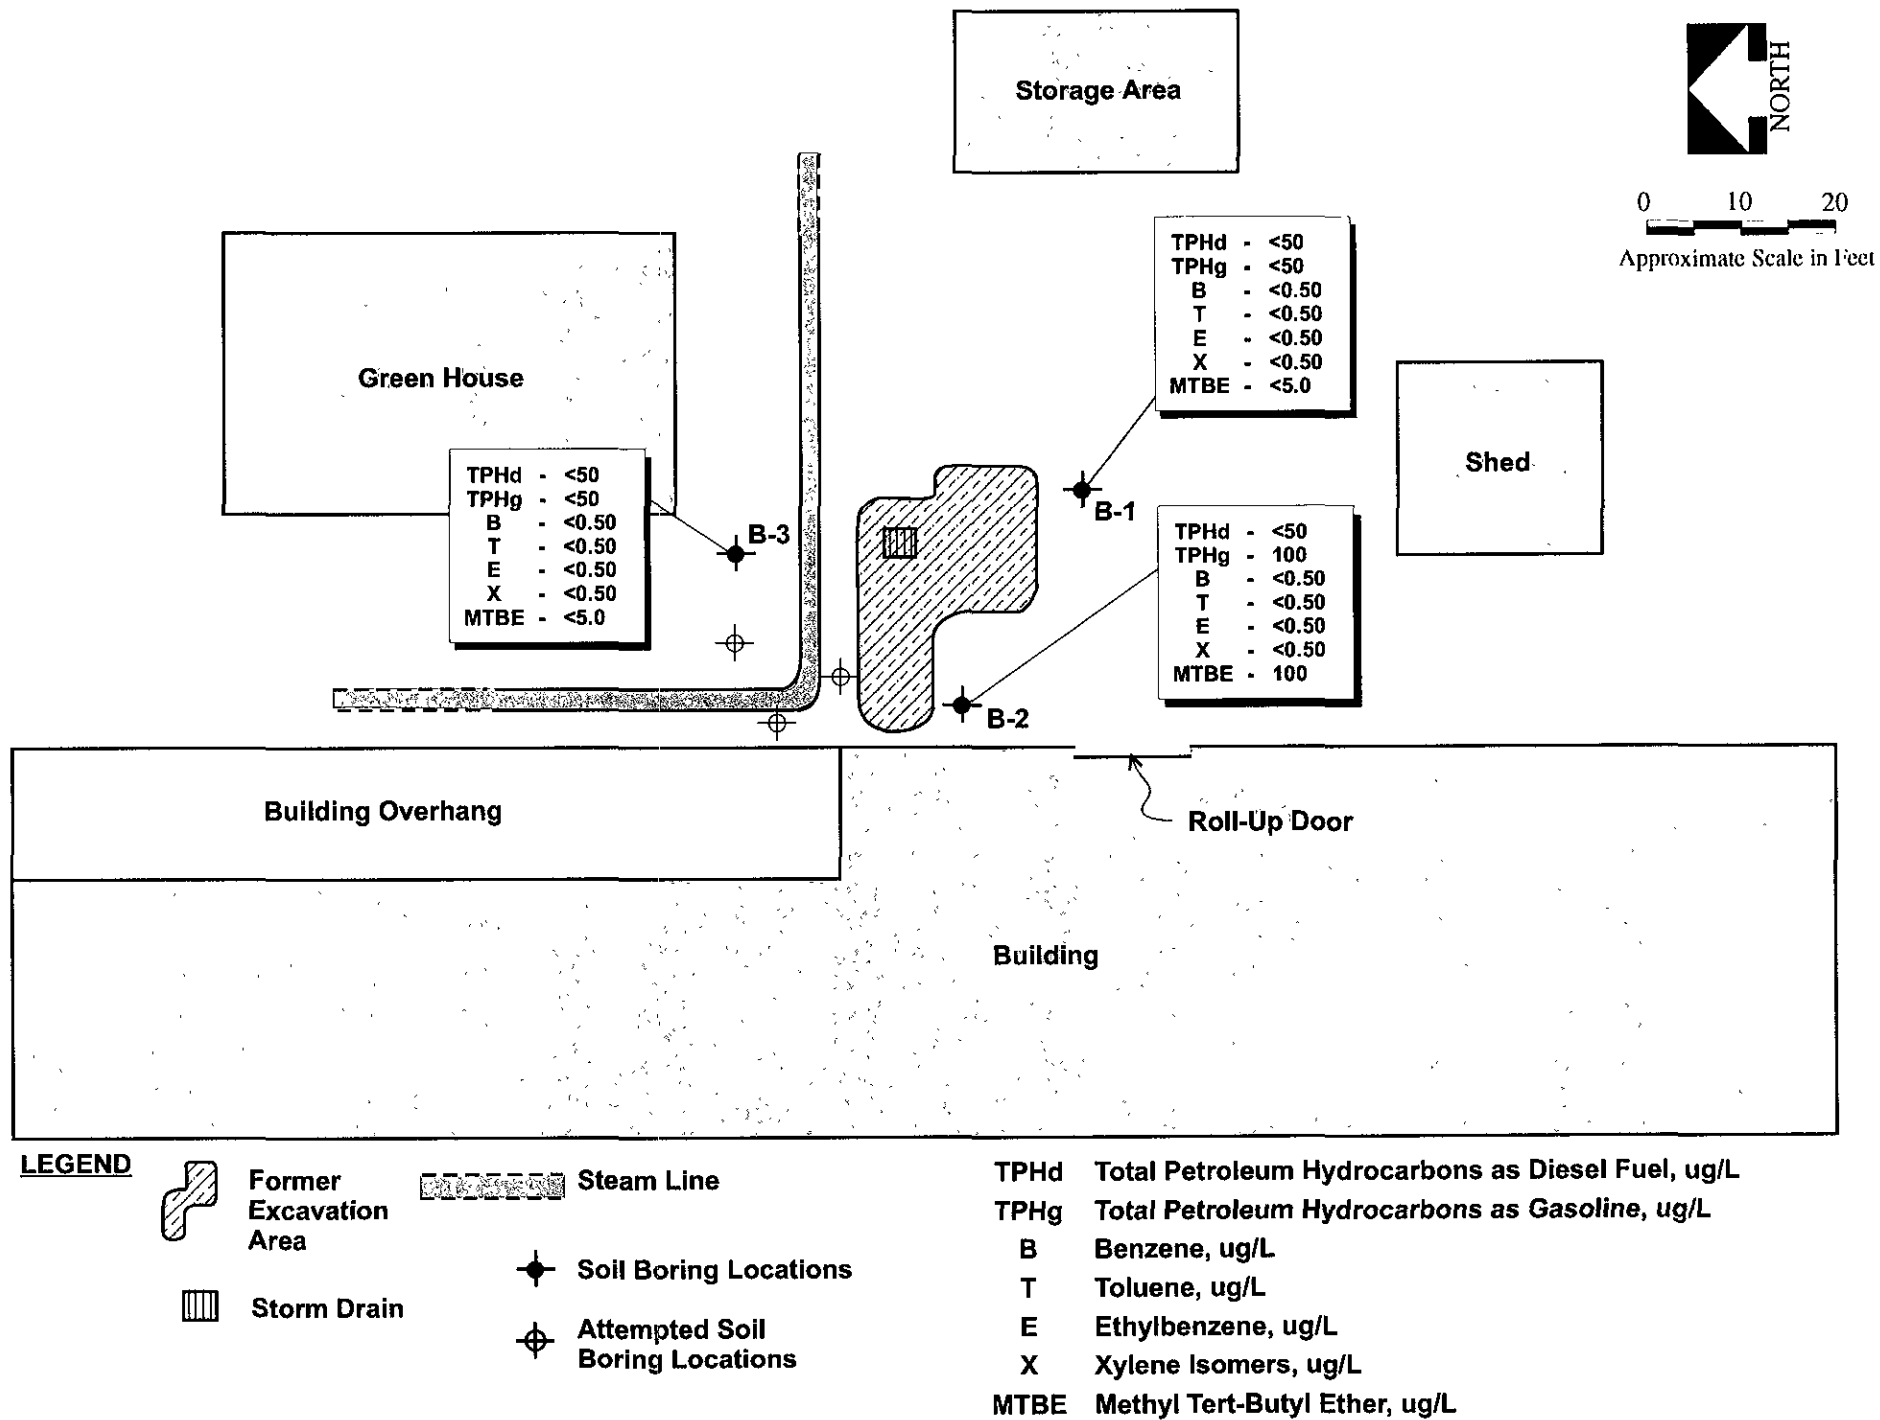 Storage Area
NORTH
0 10 20
Approximate Scale in Feet
TPHd - <50
TPHg - <50
B - <0.50
T - <0.50
E - <0.50
X - <0.50
MTBE - <5.0
Green House
Shed
TPHd - <50
TPHg - <50
B - <0.50
T - <0.50
E - <0.50
X - <0.50
MTBE - <5.0
B-3
B-1
TPHd - <50
TPHg - 100
B - <0.50
T - <0.50
E - <0.50
X - <0.50
MTBE - 100
B-2
Building Overhang
Roll-Up Door
Building
LEGEND
Former
Excavation
Area
Storm Drain
Steam Line
Soil Boring Locations
Attempted Soil
Boring Locations
TPHd Total Petroleum Hydrocarbons as Diesel Fuel, ug/L
TPHg Total Petroleum Hydrocarbons as Gasoline, ug/L
B Benzene, ug/L
T Toluene, ug/L
E Ethylbenzene, ug/L
X Xylene Isomers, ug/L
MTBE Methyl Tert-Butyl Ether, ug/L